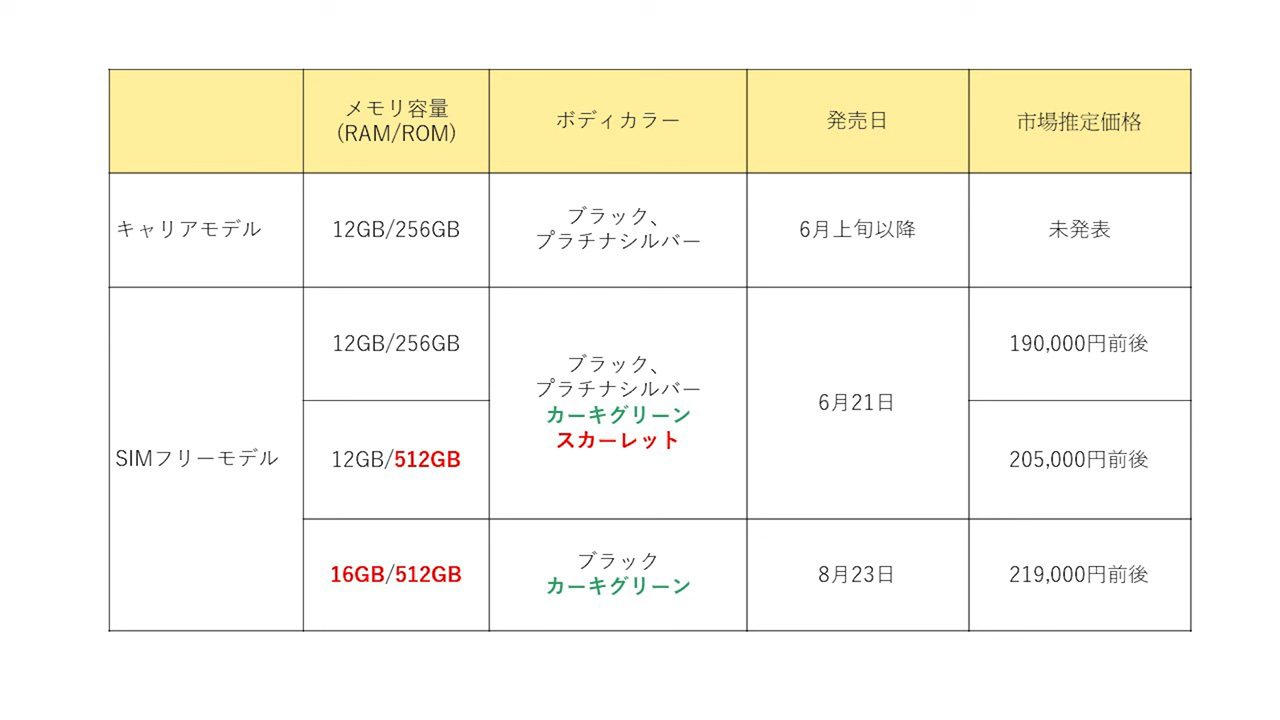 メモリ容量
(RAM/ROM)
ボディカラー
発売日
市場推定価格
キャリアモデル
12GB/256GB
ブラック、
プラチナシルバー
6月上旬以降
未発表
SIMフリーモデル
12GB/256GB
ブラック、
プラチナシルバー
カーキグリーン
スカーレット
6月21日
190,000円前後
12GB/512GB
205,000円前後
16GB/512GB
ブラック
カーキグリーン
8月23日
219,000円前後